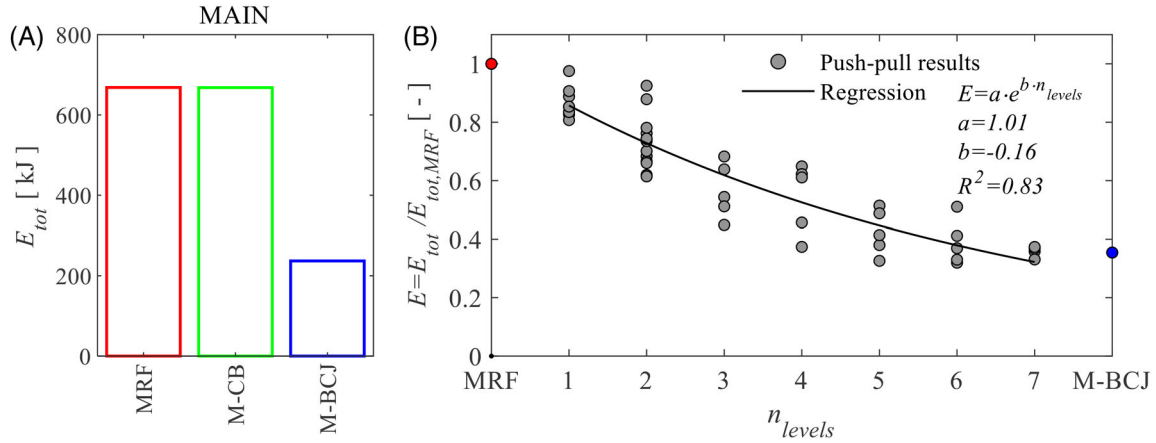 (A)
MAIN
800
600
400
200
0
E_tot [ kJ ]
MRF
M-CB
M-BCJ
(B)
1
0.8
0.6
0.4
0.2
0
E=E_tot/E_tot,MRF [ - ]
Push-pull results
Regression
E=a·e^{b·n_levels}
a=1.01
b=-0.16
R²=0.83
MRF 1 2 3 4 5 6 7 M-BCJ
n_levels